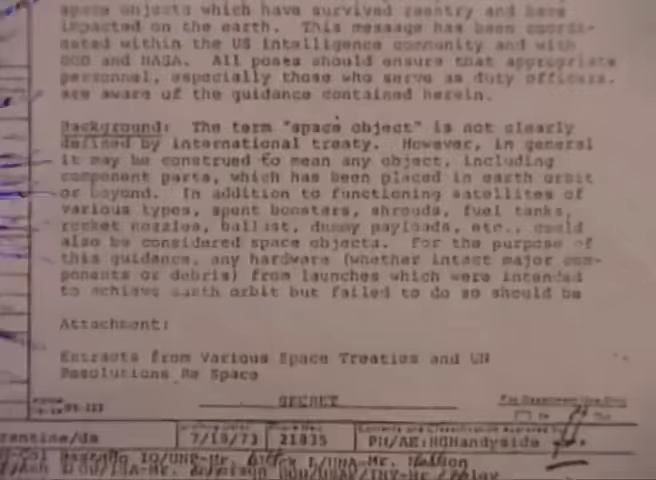 space objects which have survived reentry and have
impacted on the earth. This message has been coordi-
nated within the US intelligence community and with
DOD and NASA. All posts should ensure that appropriate
personnel, especially those who serve as duty officers,
are aware of the guidance contained herein.
Background: The term "space object" is not clearly
defined by international treaty. However, in general
it may be construed to mean any object, including
component parts, which has been placed in earth orbit
or beyond. In addition to functioning satellites of
various types, spent boosters, shrouds, fuel tanks,
rocket nozzles, ballast, dummy payloads, etc., could
also be considered space objects. For the purpose of
this guidance, any hardware (whether intact major com-
ponents or debris) from launches which were intended
to achieve earth orbit but failed to do so should be
Attachment:
Extracts from Various Space Treaties and UN
Resolutions Re Space
SECRET
7/18/73 21835 PM/AE:HGHandyside